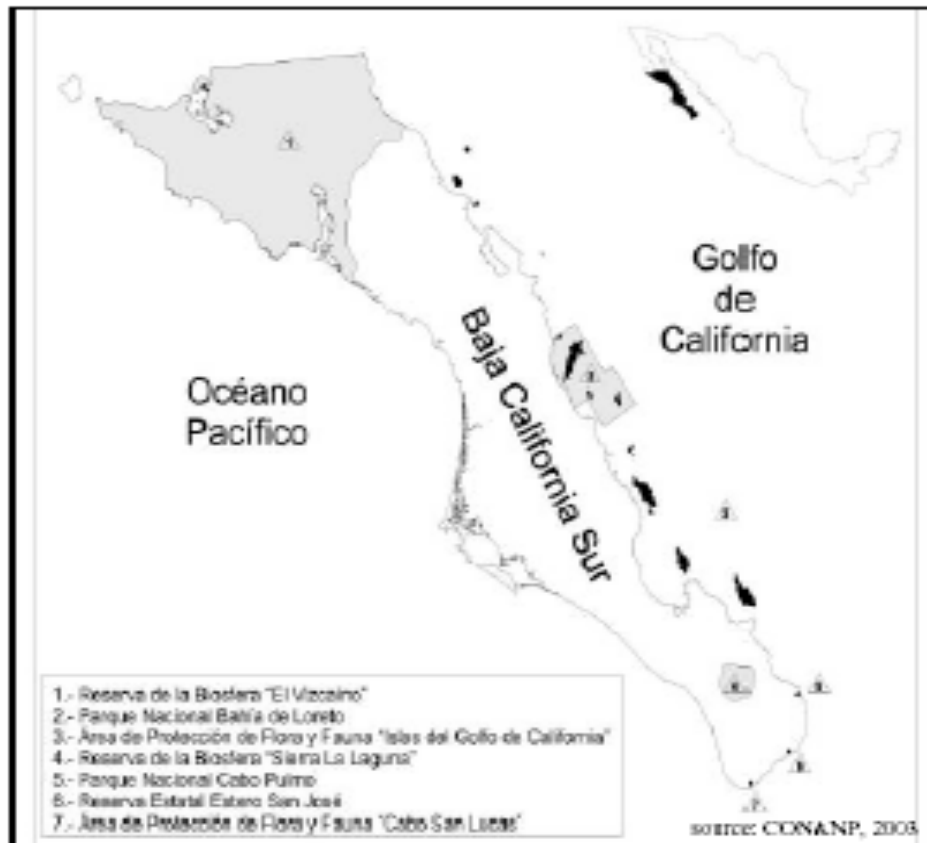 Gollfo
de
California
Océano
Pacífico
Baja California Sur
1.- Reserva de la Biosfera "El Vizcaíno"
2.- Parque Nacional Bahía de Loreto
3.- Área de Protección de Flora y Fauna "Islas del Golfo de California"
4.- Reserva de la Biosfera "Sierra La Laguna"
5.- Parque Nacional Cabo Pulmo
6.- Reserva Estatal Estero San José
7.- Área de Protección de Flora y Fauna "Cabo San Lucas"
source: CONANP, 2003